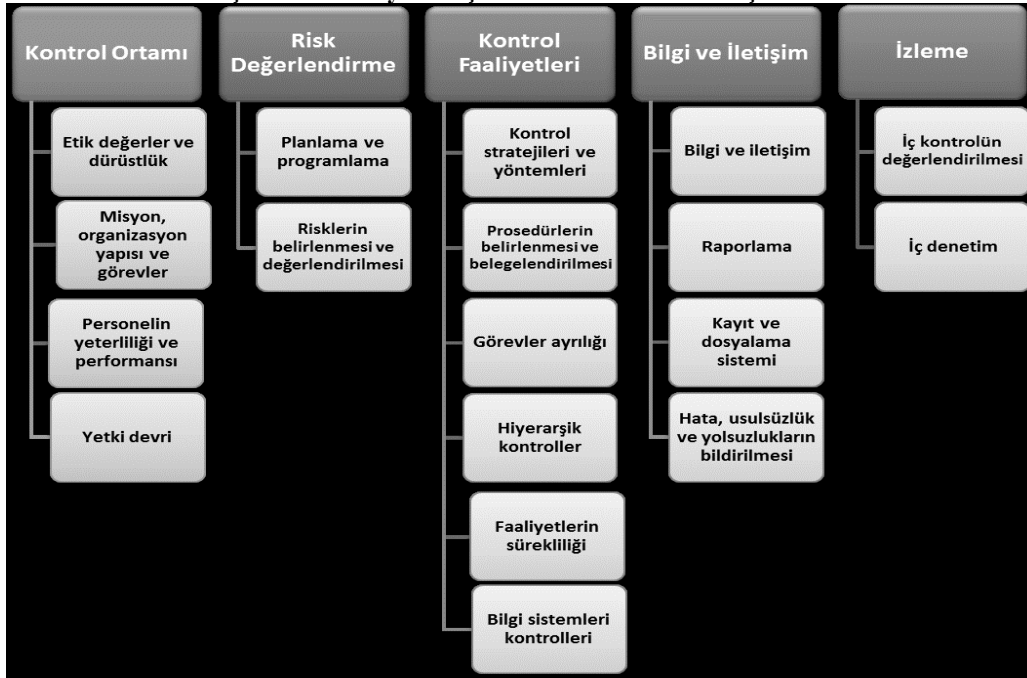 Kontrol Ortamı
Etik değerler ve
dürüstlük
Misyon,
organizasyon
yapısı ve
görevler
Personelin
yeterliliği ve
performansı
Yetki devri
Risk
Değerlendirme
Planlama ve
programlama
Risklerin
belirlenmesi ve
değerlendirilmesi
Kontrol
Faaliyetleri
Kontrol
stratejileri ve
yöntemleri
Prosedürlerin
belirlenmesi ve
belegelendirilmesi
Görevler ayrılığı
Hiyerarşik
kontroller
Faaliyetlerin
sürekliliği
Bilgi sistemleri
kontrolleri
Bilgi ve İletişim
Bilgi ve iletişim
Raporlama
Kayıt ve
dosyalama
sistemi
Hata, usulsüzlük
ve yolsuzlukların
bildirilmesi
İzleme
İç kontrolün
değerlendirilmesi
İç denetim